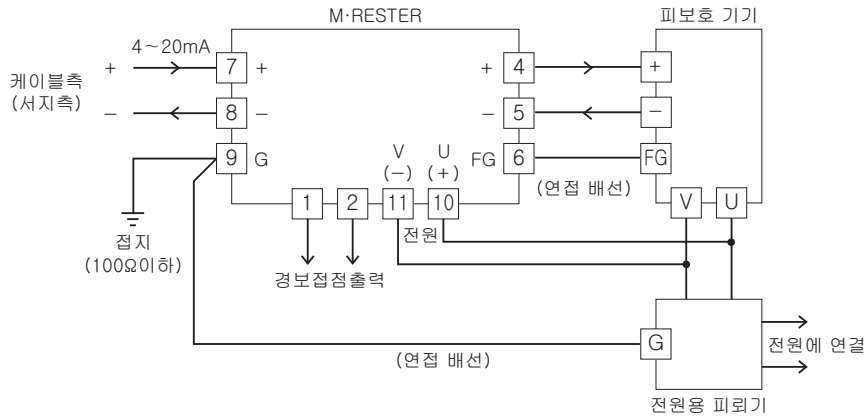 M·RESTER
피보호 기기
4~20mA
케이블측
(서지측)
+ 7 + + 4 +
− 8 − − 5 −
9 G FG 6 FG
V U
(−) (+)
(연접 배선)
1 2 11 10 V U
접지
(100Ω이하)
전원
경보접점출력
G
전원에 연결
(연접 배선)
전원용 피뢰기